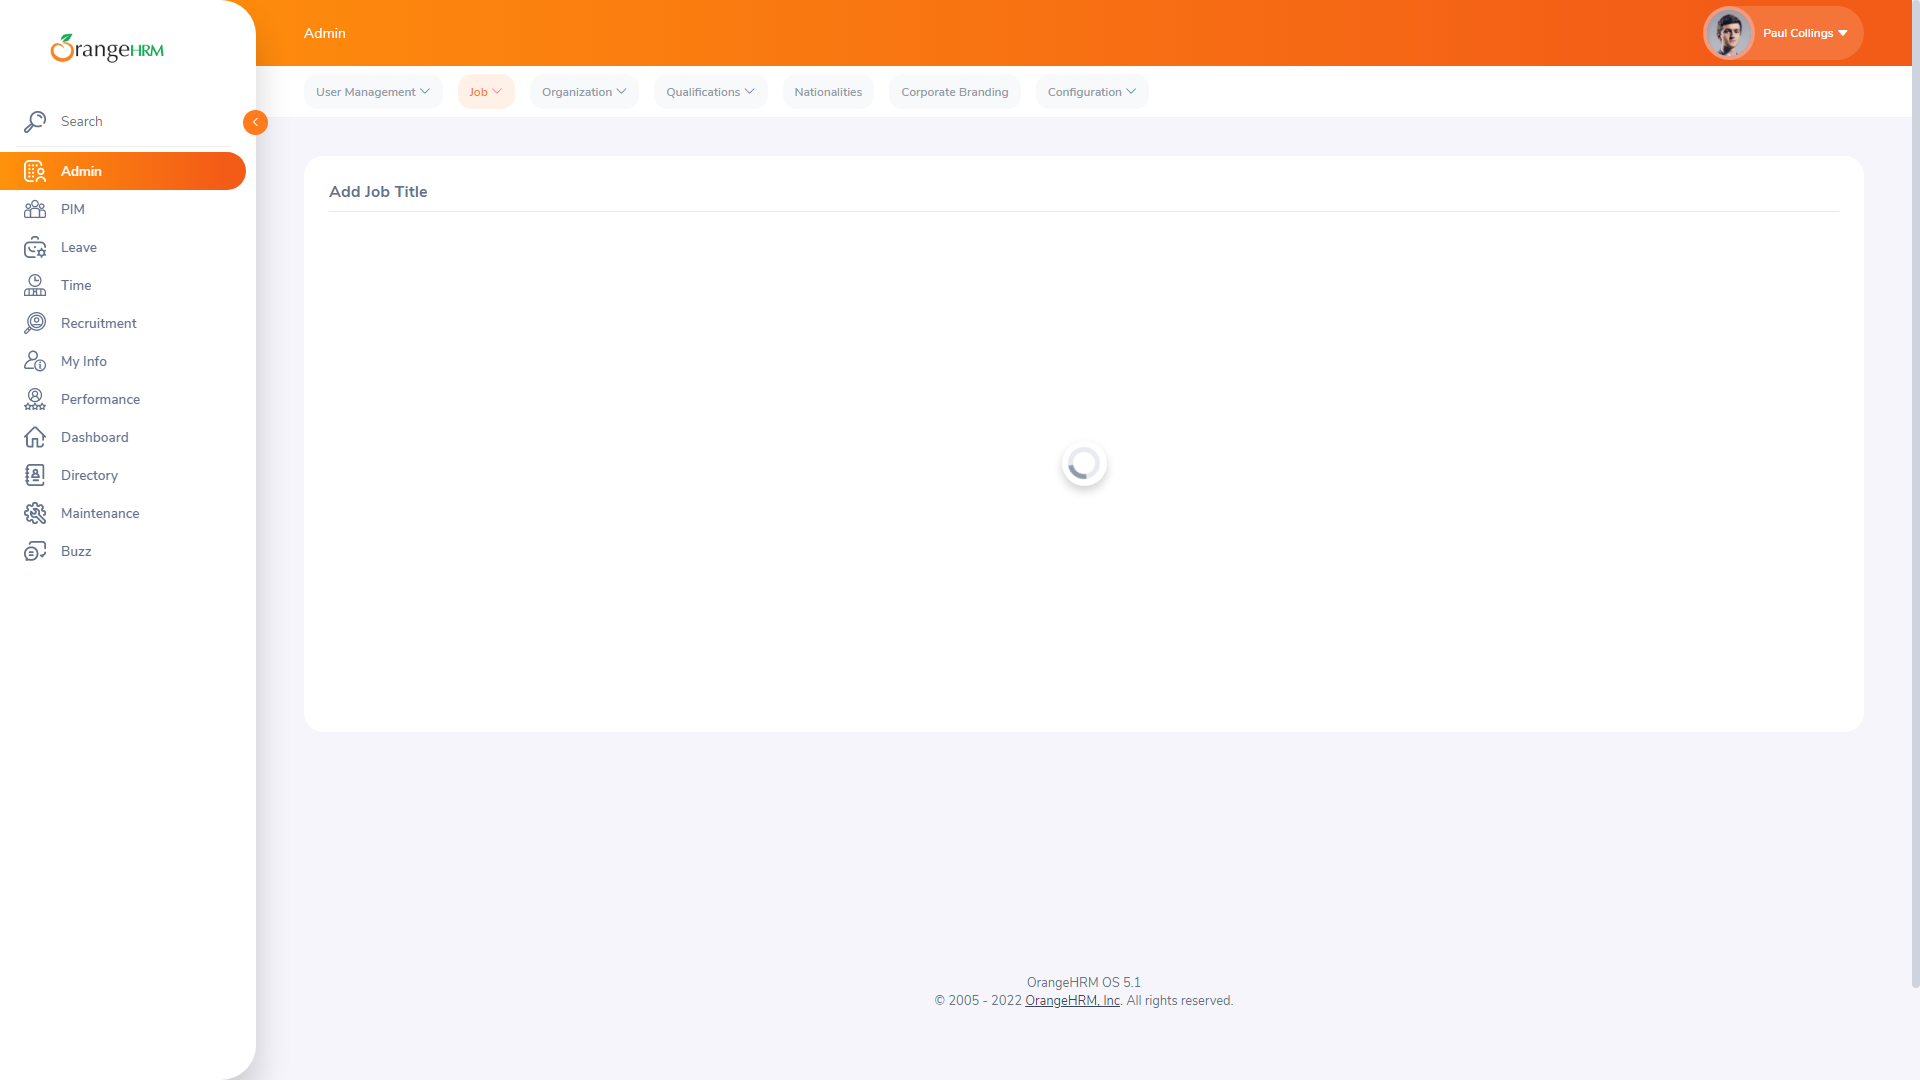 OrangeHRM
Search
Admin
PIM
Leave
Time
Recruitment
My Info
Performance
Dashboard
Directory
Maintenance
Buzz
Admin
Paul Collings
User Management
Job
Organization
Qualifications
Nationalities
Corporate Branding
Configuration
Add Job Title
OrangeHRM OS 5.1
© 2005 - 2022 OrangeHRM, Inc. All rights reserved.